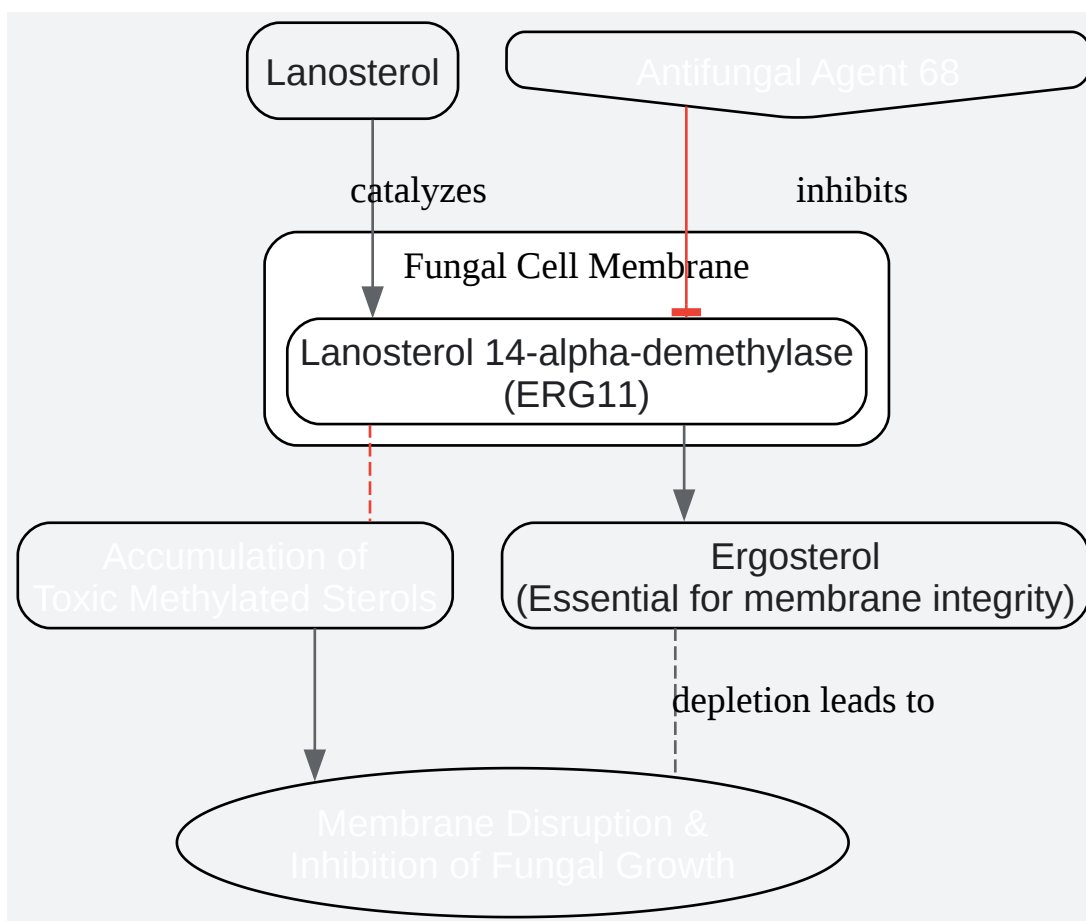 Lanosterol
Antifungal Agent 68
catalyzes
inhibits
Fungal Cell Membrane
Lanosterol 14-alpha-demethylase
(ERG11)
Accumulation of
Toxic Methylated Sterols
Ergosterol
(Essential for membrane integrity)
depletion leads to
Membrane Disruption &
Inhibition of Fungal Growth